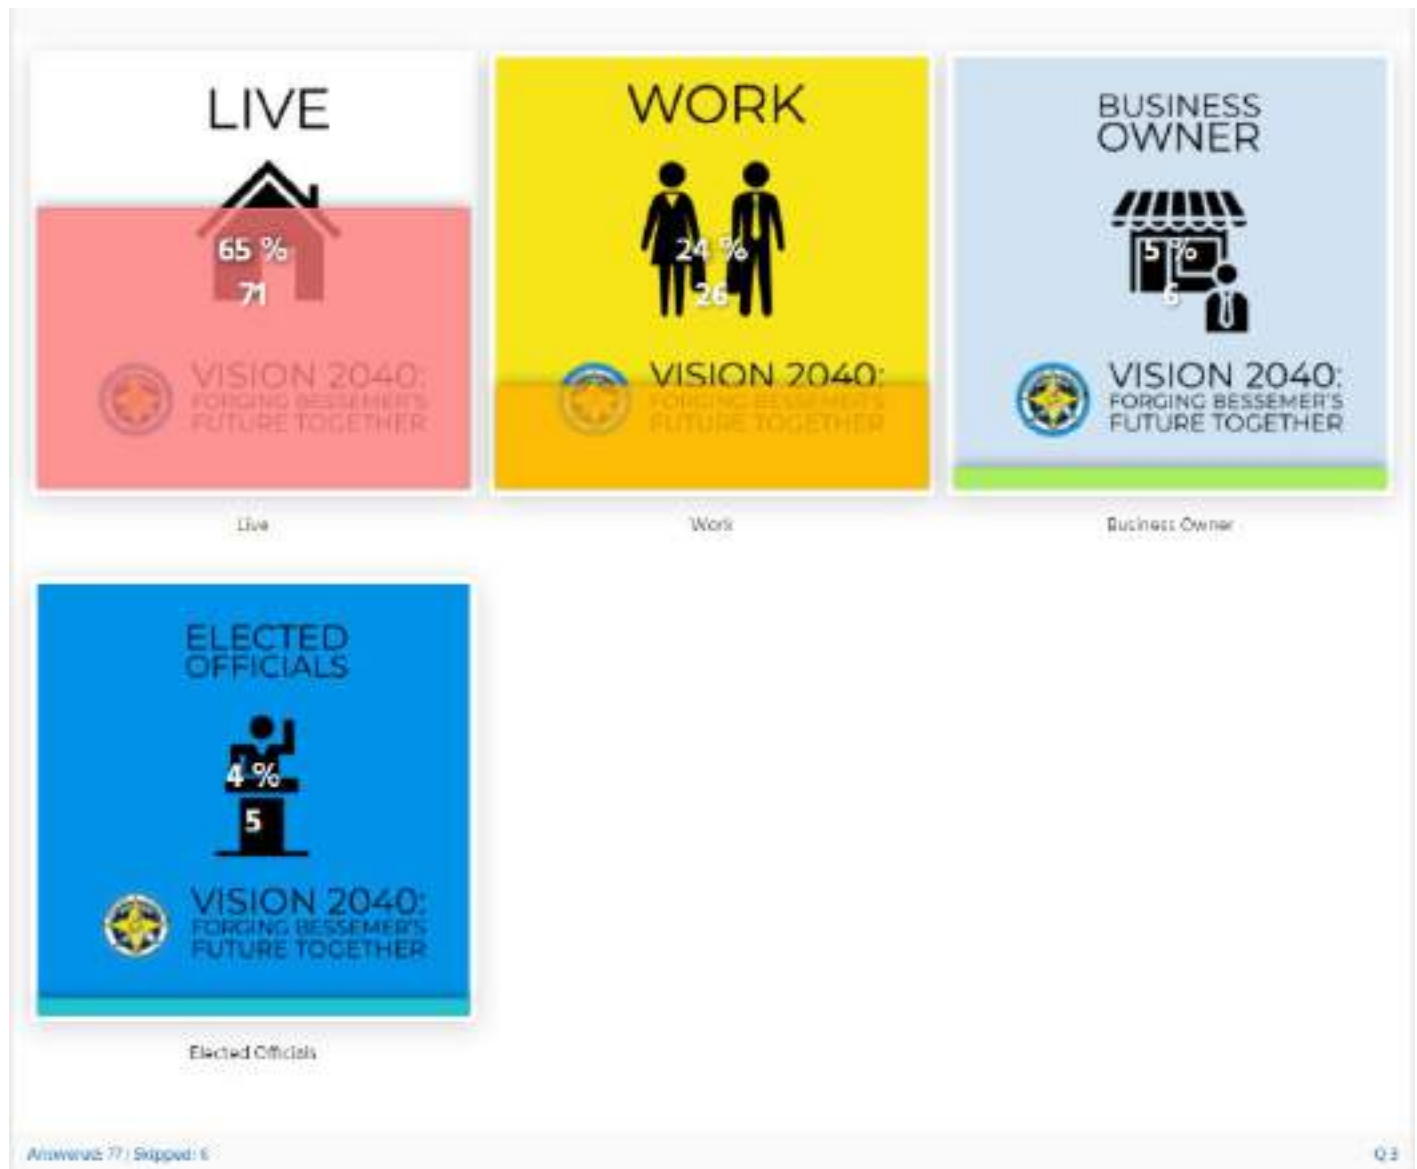 LIVE
65 %
71
VISION 2040:
FORGING BESSEMER'S
FUTURE TOGETHER
Live
WORK
24 %
26
VISION 2040:
FORGING BESSEMER'S
FUTURE TOGETHER
Work
BUSINESS
OWNER
5 %
6
VISION 2040:
FORGING BESSEMER'S
FUTURE TOGETHER
Business Owner
ELECTED
OFFICIALS
4 %
5
VISION 2040:
FORGING BESSEMER'S
FUTURE TOGETHER
Elected Officials
Answered: 77 / Skipped: 6
Q 3